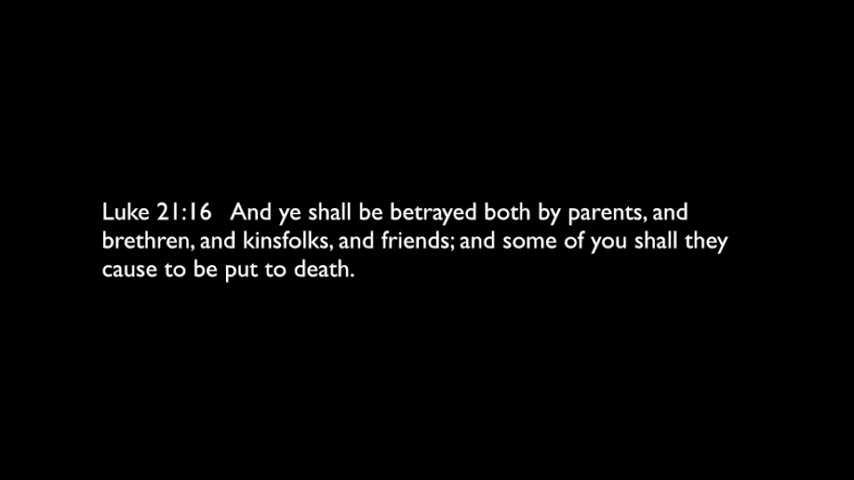 Luke 21:16 And ye shall be betrayed both by parents, and
brethren, and kinsfolks, and friends; and some of you shall they
cause to be put to death.